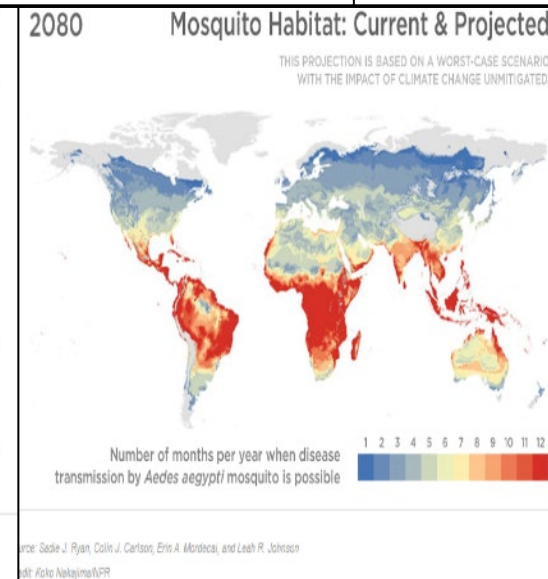 2080
Mosquito Habitat: Current & Projected
THIS PROJECTION IS BASED ON A WORST-CASE SCENARIO
WITH THE IMPACT OF CLIMATE CHANGE UNMITIGATED
1 2 3 4 5 6 7 8 9 10 11 12
Number of months per year when disease
transmission by Aedes aegypti mosquito is possible
urce: Sadie J. Ryan, Colin J. Carlson, Erin A. Mordecai, and Leah R. Johnson
edit: Koko Nakajima/NPR